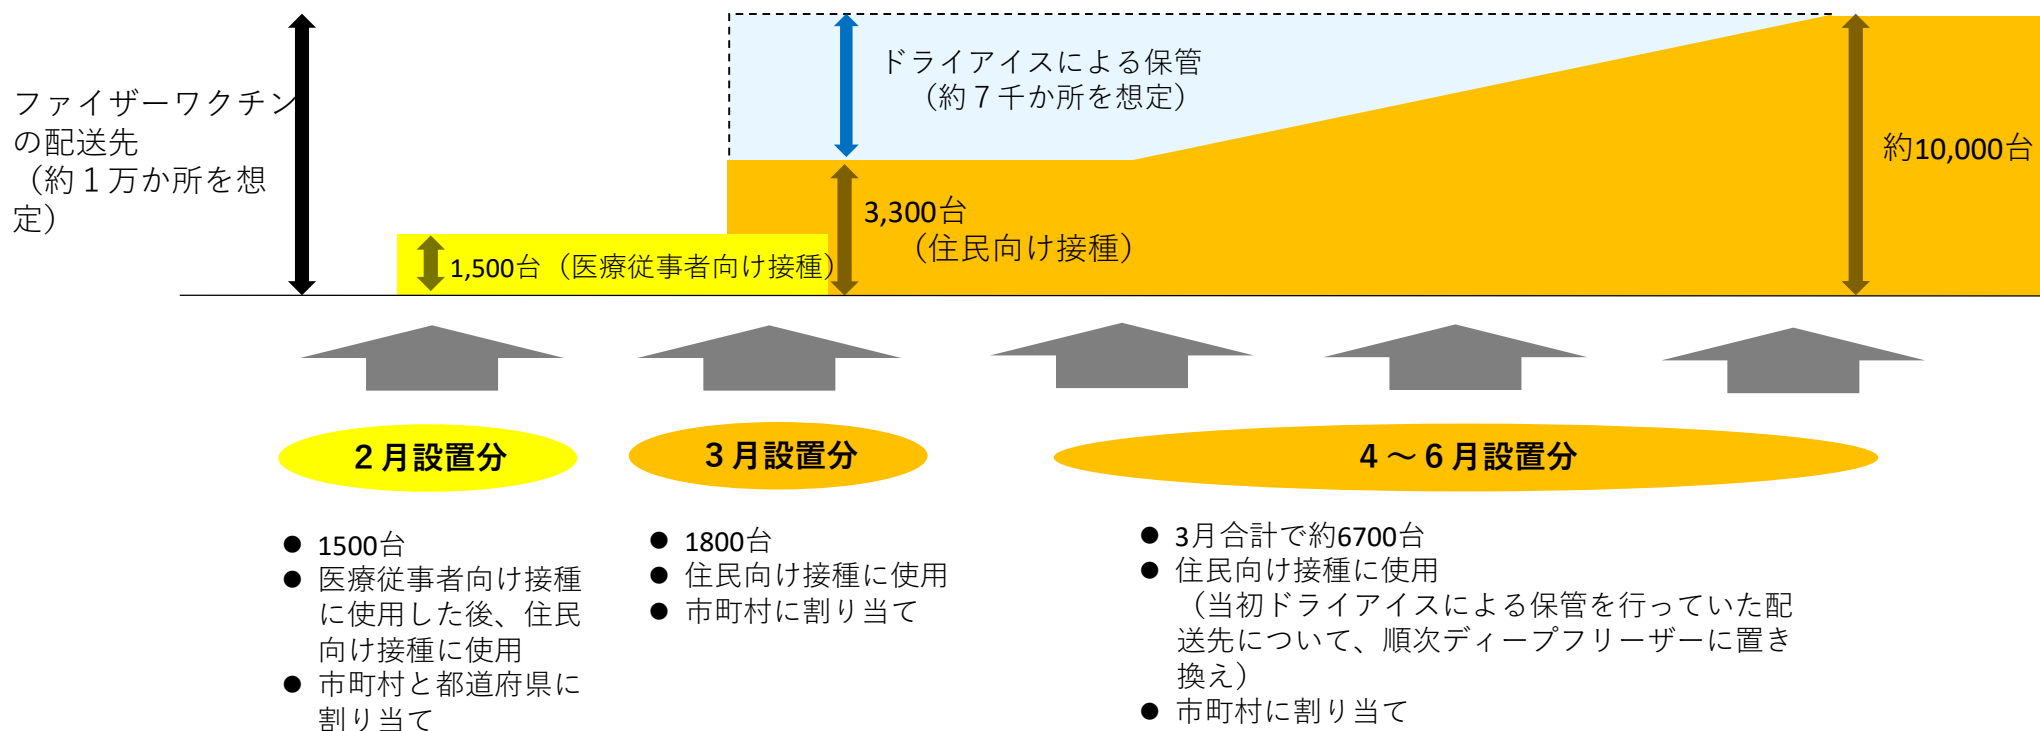 ファイザーワクチン
の配送先
（約１万か所を想
定）
ドライアイスによる保管
（約７千か所を想定）
約10,000台
3,300台
（住民向け接種）
1,500台（医療従事者向け接種）
２月設置分
３月設置分
４～６月設置分
● 1500台
● 医療従事者向け接種
に使用した後、住民
向け接種に使用
● 市町村と都道府県に
割り当て
● 1800台
● 住民向け接種に使用
● 市町村に割り当て
● 3月合計で約6700台
● 住民向け接種に使用
（当初ドライアイスによる保管を行っていた配
送先について、順次ディープフリーザーに置き
換え）
● 市町村に割り当て